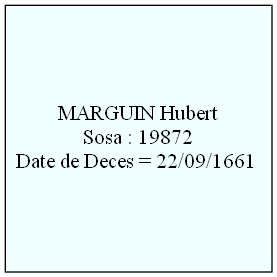 MARGUIN Hubert
Sosa : 19872
Date de Deces = 22/09/1661